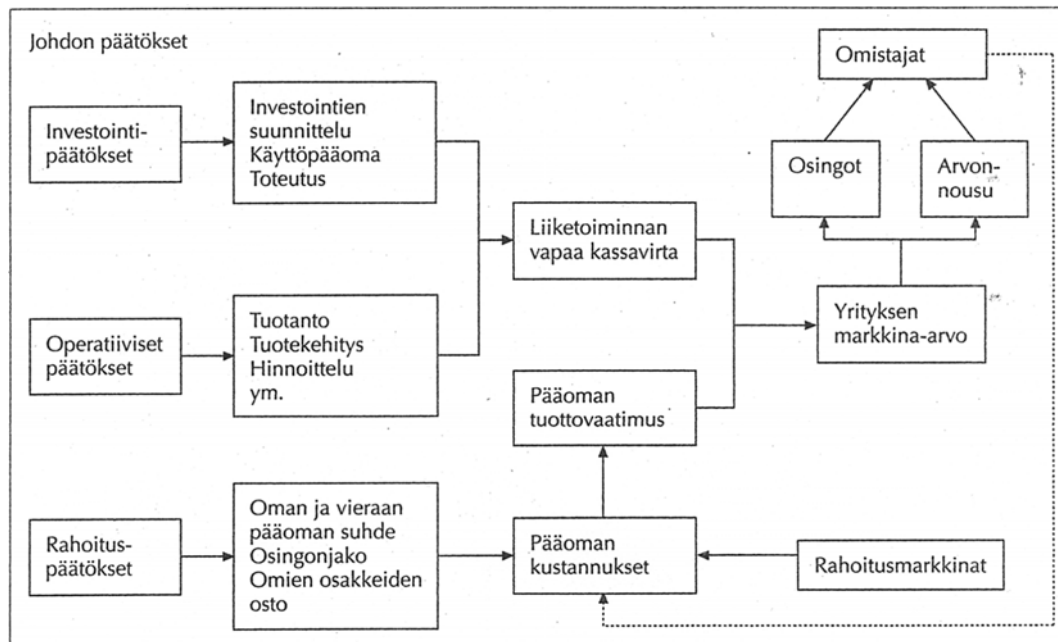 Johdon päätökset
Omistajat
Investointi-
päätökset
Investointien
suunnittelu
Käyttöpääoma
Toteutus
Osingot
Arvon-
nousu
Liiketoiminnan
vapaa kassavirta
Operatiiviset
päätökset
Tuotanto
Tuotekehitys
Hinnoittelu
ym.
Yrityksen
markkina-arvo
Pääoman
tuottovaatimus
Rahoitus-
päätökset
Oman ja vieraan
pääoman suhde
Osingonjako
Omien osakkeiden
osto
Pääoman
kustannukset
Rahoitusmarkkinat